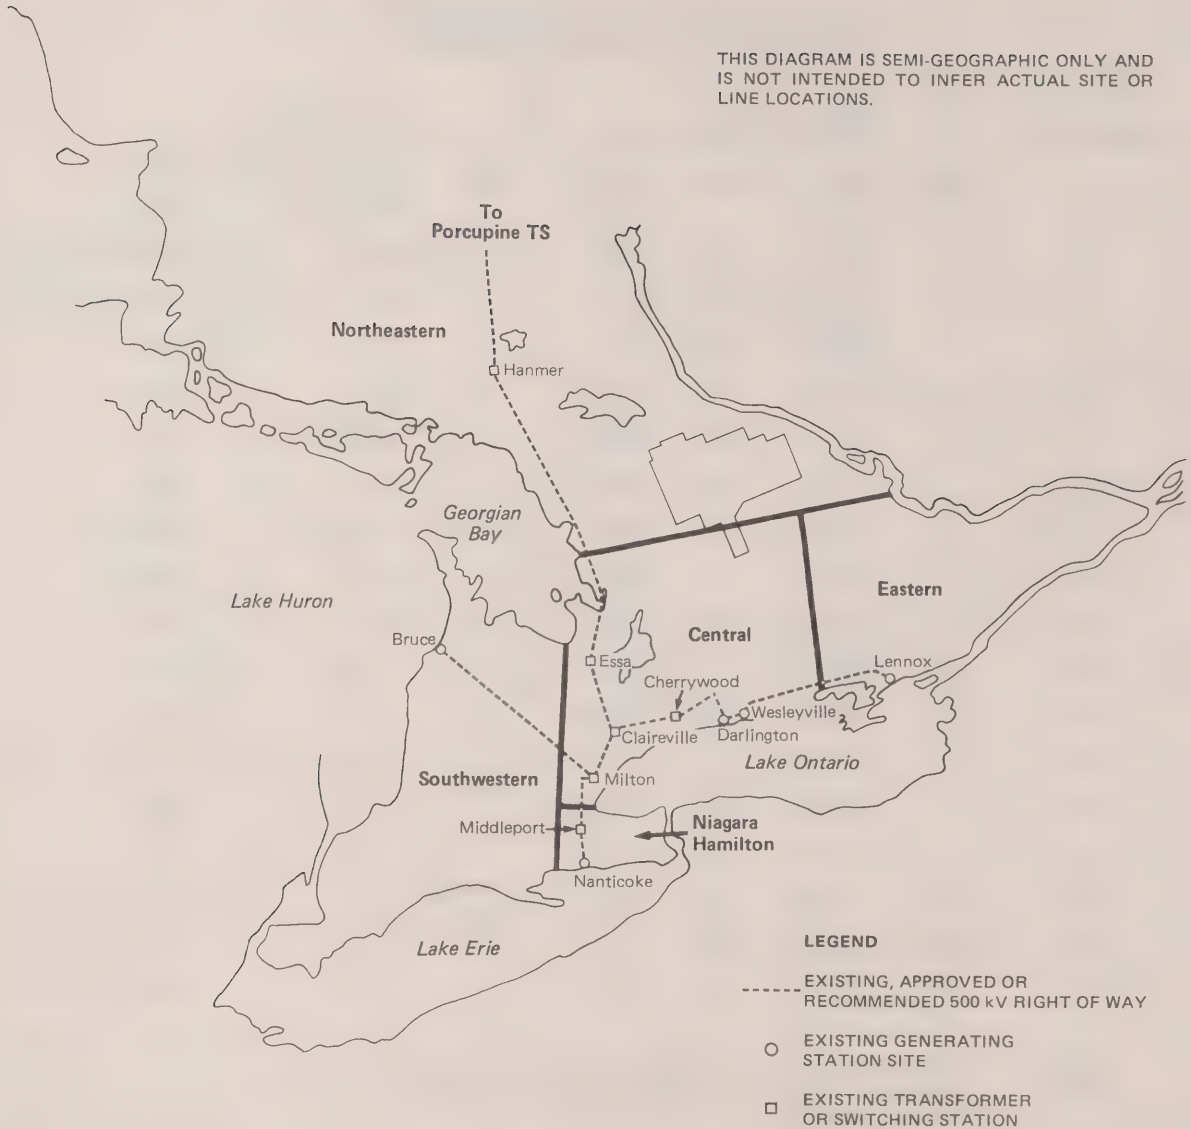 THIS DIAGRAM IS SEMI-GEOGRAPHIC ONLY AND
IS NOT INTENDED TO INFER ACTUAL SITE OR
LINE LOCATIONS.
To
Porcupine TS
Northeastern
Hanmer
Georgian
Bay
Lake Huron
Eastern
Central
Bruce
Essa
Lennox
Cherrywood
Wesleyville
Claireville
Darlington
Lake Ontario
Southwestern
Milton
Middleport
Niagara
Hamilton
Nanticoke
Lake Erie
LEGEND
EXISTING, APPROVED OR
RECOMMENDED 500 kV RIGHT OF WAY
EXISTING GENERATING
STATION SITE
EXISTING TRANSFORMER
OR SWITCHING STATION